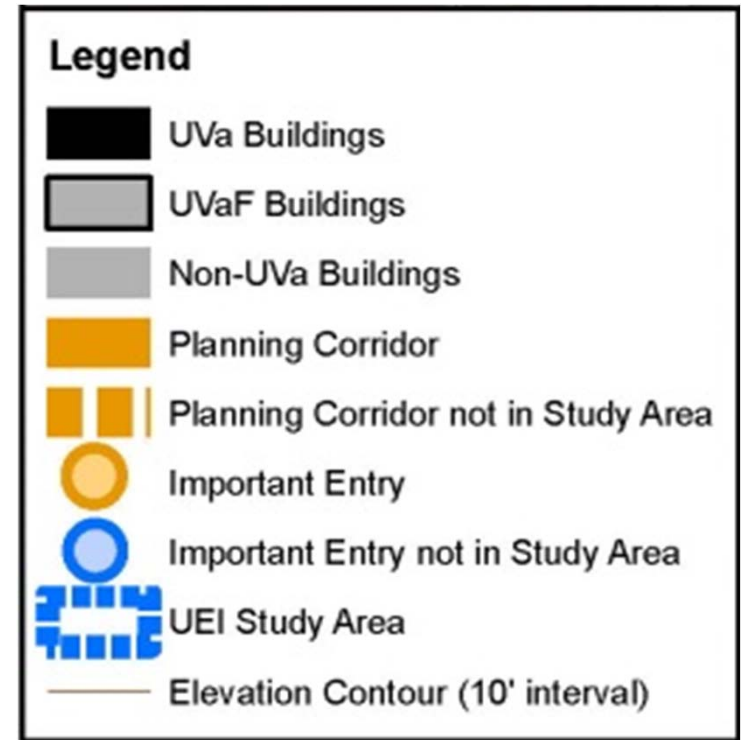 Legend
UVa Buildings
UVaF Buildings
Non-UVa Buildings
Planning Corridor
Planning Corridor not in Study Area
Important Entry
Important Entry not in Study Area
UEI Study Area
Elevation Contour (10' interval)